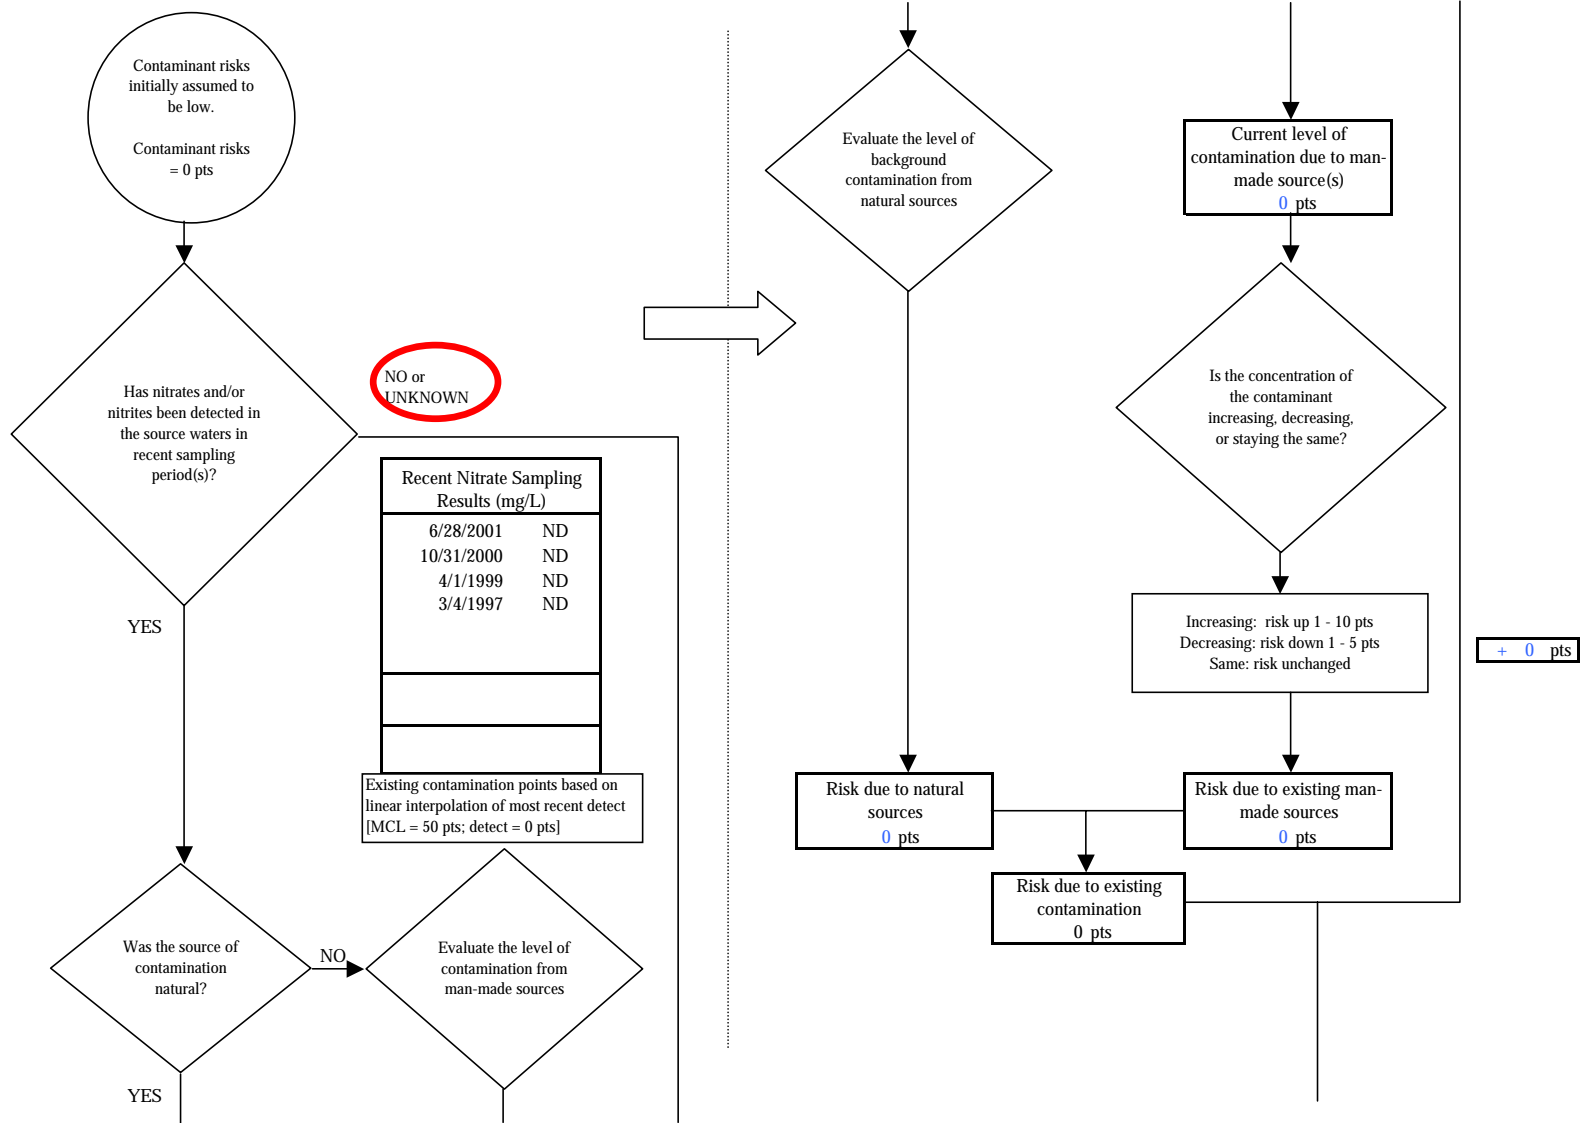 Contaminant risks
initially assumed to
be low.
Contaminant risks
= 0 pts
Has nitrates and/or
nitrites been detected in
the source waters in
recent sampling
period(s)?
NO or
UNKNOWN
Recent Nitrate Sampling
Results (mg/L)
6/28/2001 ND
10/31/2000 ND
4/1/1999 ND
3/4/1997 ND
YES
Existing contamination points based on
linear interpolation of most recent detect
[MCL = 50 pts; detect = 0 pts]
Was the source of
contamination
natural?
NO
Evaluate the level of
contamination from
man-made sources
YES
Evaluate the level of
background
contamination from
natural sources
Current level of
contamination due to man-
made source(s)
0 pts
Is the concentration of
the contaminant
increasing, decreasing,
or staying the same?
Increasing: risk up 1 - 10 pts
Decreasing: risk down 1 - 5 pts
Same: risk unchanged
+ 0 pts
Risk due to natural
sources
0 pts
Risk due to existing man-
made sources
0 pts
Risk due to existing
contamination
0 pts